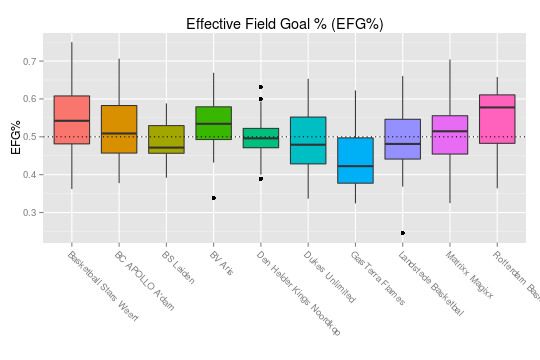 Effective Field Goal % (EFG%)
EFG%
0.7
0.6
0.5
0.4
0.3
Basketball Stars Weert
BC APOLLO A'dam
BS Leiden
BV Aris
Den Helder Kings Noordkop
Dukes Unlimited
GasTerra Flames
Landstede Basketbal
Matrixx Magixx
Rotterdam Bas